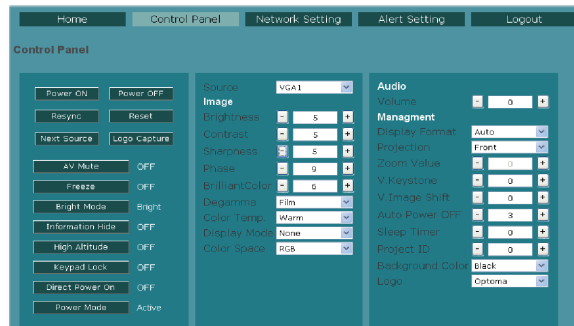 Home
Control Panel
Network Setting
Alert Setting
Logout
Control Panel
Power ON
Power OFF
Resync
Reset
Next Source
Logo Capture
AV Mute OFF
Freeze OFF
Bright Mode Bright
Information Hide OFF
High Altitude OFF
Keypad Lock OFF
Direct Power On OFF
Power Mode Active
Source VGA1
Image
Brightness - 5 +
Contrast - 5 +
Sharpness - 5 +
Phase - 9 +
BrilliantColor - 6 +
Degamma Film
Color Temp. Warm
Display Mode None
Color Space RGB
Audio
Volume - 0 +
Managment
Display Format Auto
Projection Front
Zoom Value - 0 +
V.Keystone - 0 +
V.Image Shift - 0 +
Auto Power OFF - 3 +
Sleep Timer - 0 +
Project ID - 0 +
Background Color Black
Logo Optoma